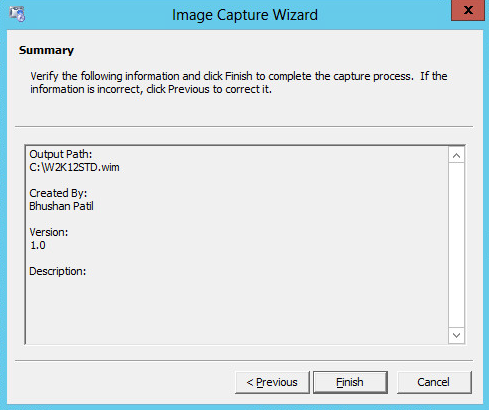 Image Capture Wizard
x
Summary
Verify the following information and click Finish to complete the capture process. If the
information is incorrect, click Previous to correct it.
Output Path:
C:\W2K12STD.wim
Created By:
Bhushan Patil
Version:
1.0
Description:
< Previous
Finish
Cancel